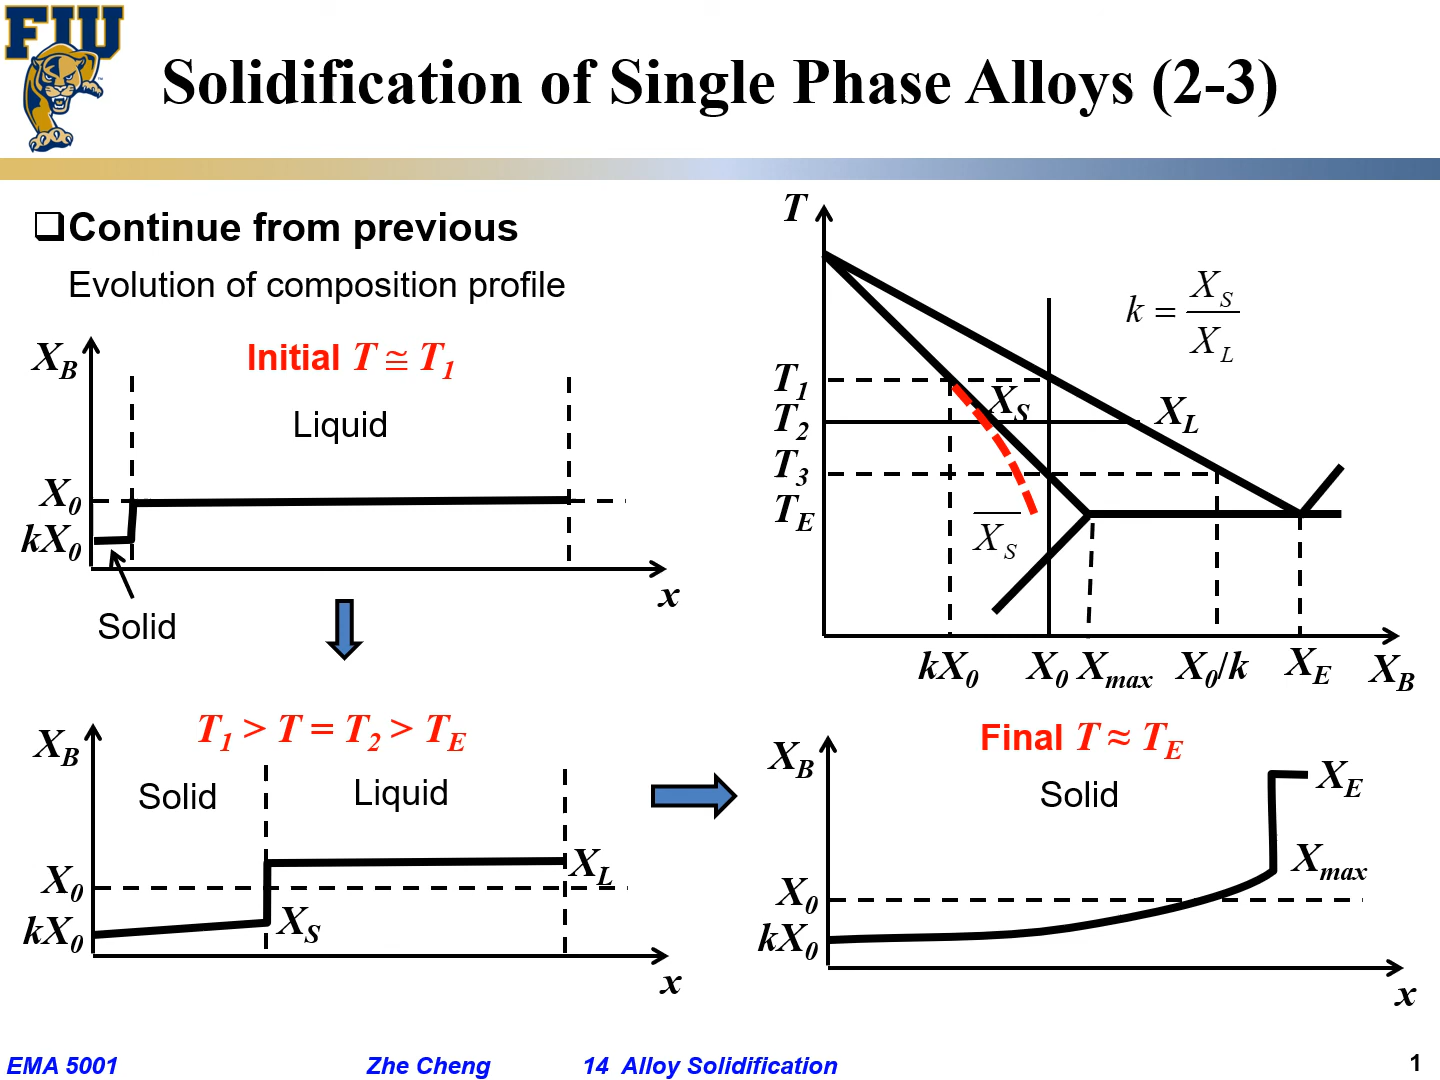 FIU
Solidification of Single Phase Alloys (2-3)
❑Continue from previous
Evolution of composition profile
X_B
Initial T ≅ T_1
Liquid
X_0
kX_0
Solid
x
T
k = X_S / X_L
T_1
T_2
T_3
T_E
X_S
X_L
X̅_S
kX_0 X_0 X_max X_0/k X_E X_B
X_B
T_1 > T = T_2 > T_E
Solid
Liquid
X_0
kX_0
X_L
X_S
x
X_B
Final T ≈ T_E
Solid
X_E
X_max
X_0
kX_0
x
EMA 5001 Zhe Cheng 14 Alloy Solidification 1